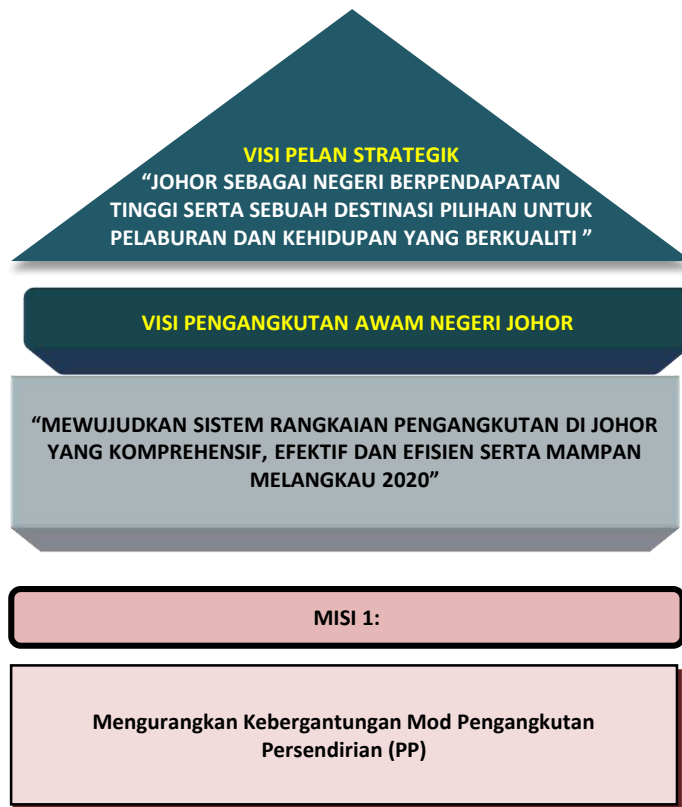 VISI PELAN STRATEGIK
“JOHOR SEBAGAI NEGERI BERPENDAPATAN
TINGGI SERTA SEBUAH DESTINASI PILIHAN UNTUK
PELABURAN DAN KEHIDUPAN YANG BERKUALITI ”
VISI PENGANGKUTAN AWAM NEGERI JOHOR
“MEWUJUDKAN SISTEM RANGKAIAN PENGANGKUTAN DI JOHOR
YANG KOMPREHENSIF, EFEKTIF DAN EFISIEN SERTA MAMPAN
MELANGKAU 2020”
MISI 1:
Mengurangkan Kebergantungan Mod Pengangkutan
Persendirian (PP)